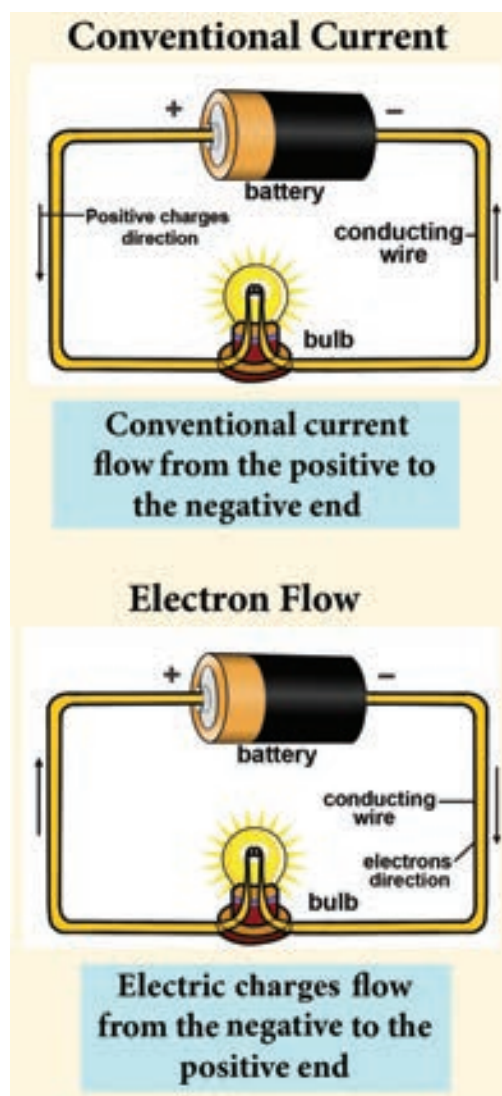 Conventional Current
+ −
battery
Positive charges
direction
conducting
wire
bulb
Conventional current
flow from the positive to
the negative end
Electron Flow
+ −
battery
conducting
wire
electrons
direction
bulb
Electric charges flow
from the negative to the
positive end